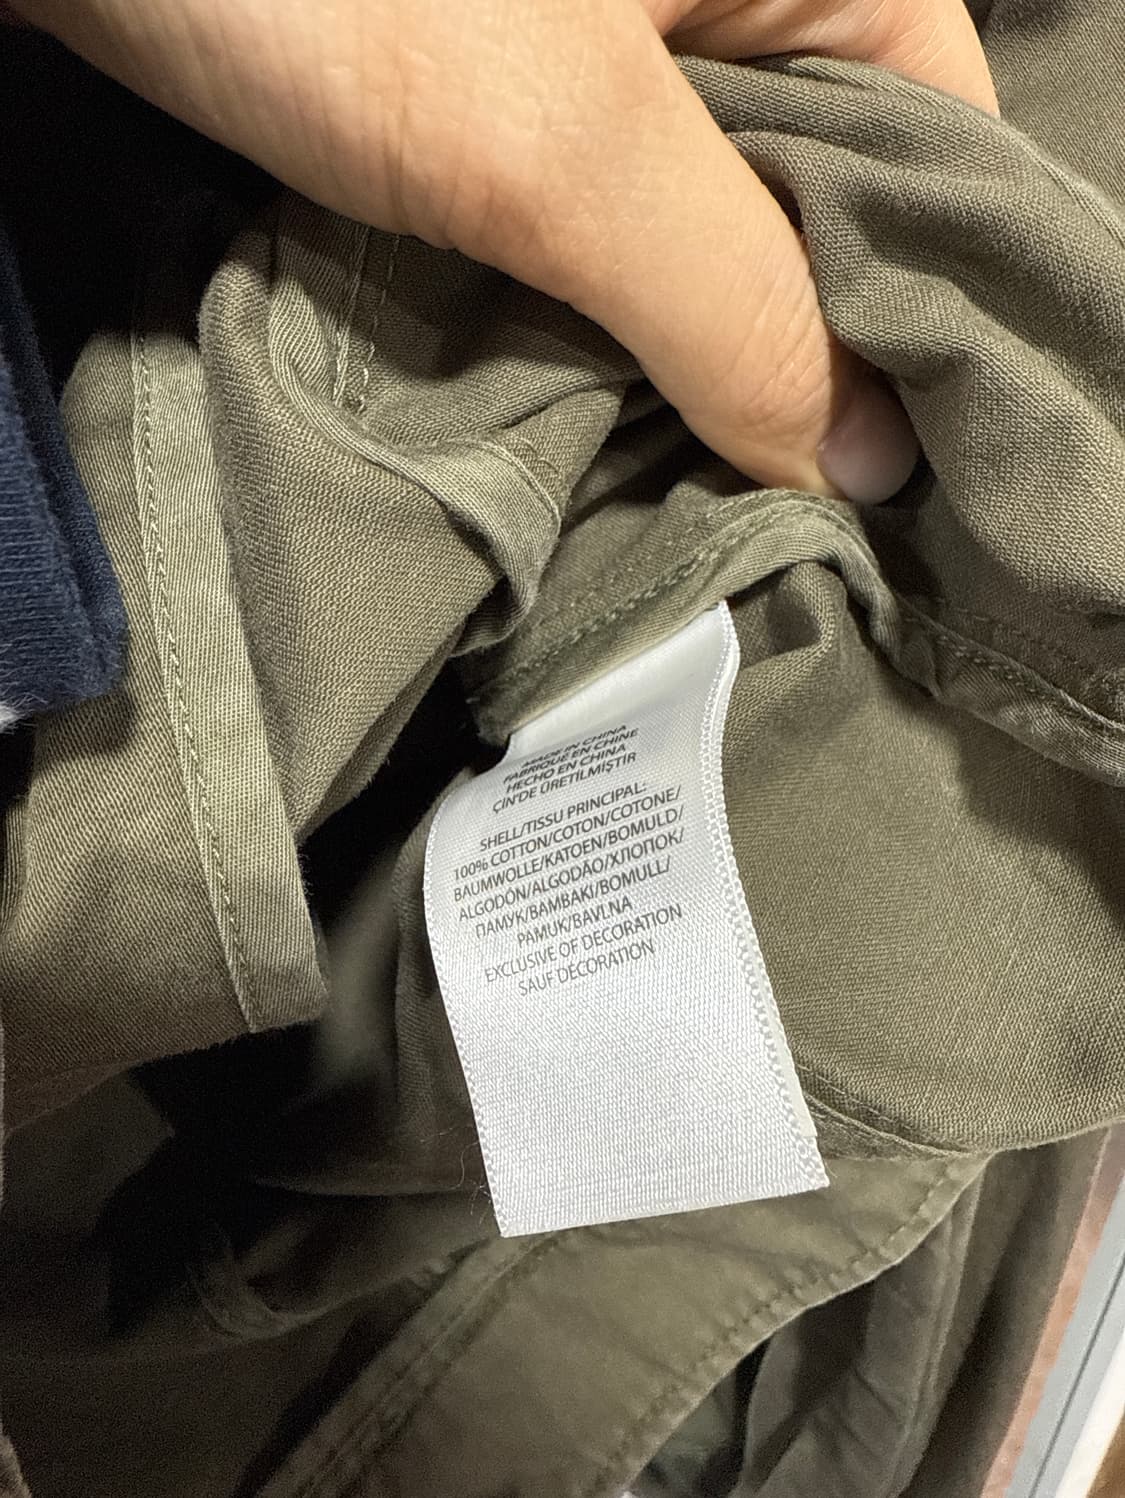 MADE IN CHINA
FABRIQUÉ EN CHINE
HECHO EN CHINA
ÇİN'DE ÜRETİLMİŞTİR
SHELL/TISSU PRINCIPAL:
100% COTTON/COTON/COTONE/
BAUMWOLLE/KATOEN/BOMULD/
ALGODÓN/ALGODÃO/ХЛОПОК/
ПАМУК/BAMBAKI/BOMULL/
PAMUK/BAVLNA
EXCLUSIVE OF DECORATION
SAUF DÉCORATION